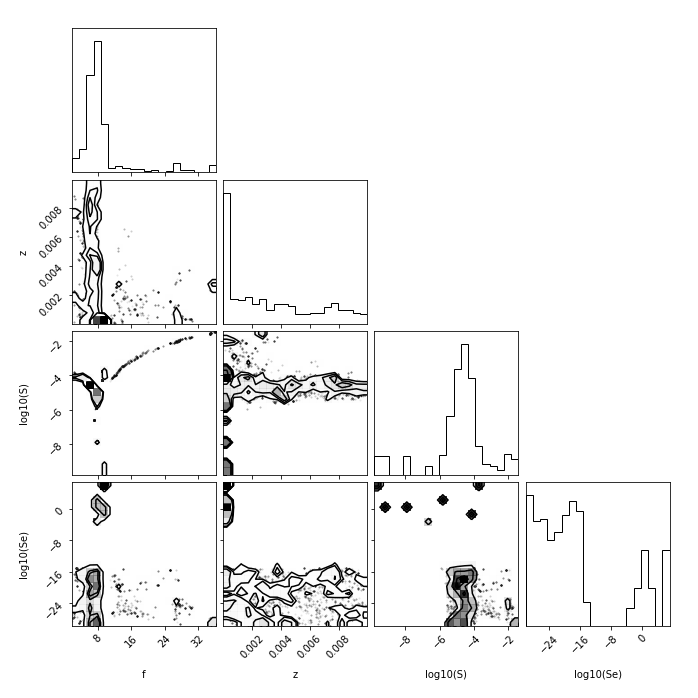 z
0.008
0.006
0.004
0.002
log10(S)
−2
−4
−6
−8
log10(Se)
0
−8
−16
−24
8 16 24 32
0.002 0.004 0.006 0.008
−8 −6 −4 −2
−24 −16 −8 0
f z log10(S) log10(Se)